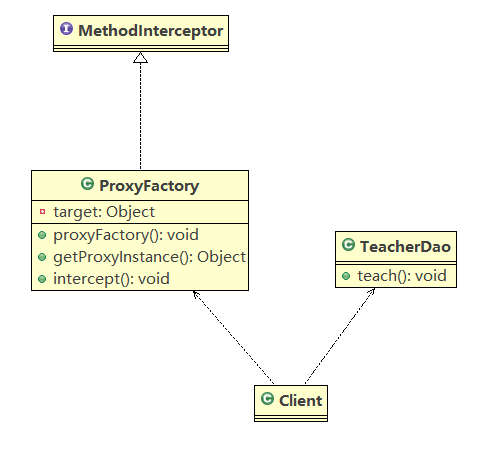 I MethodInterceptor
C ProxyFactory
target: Object
proxyFactory(): void
getProxyInstance(): Object
intercept(): void
C TeacherDao
teach(): void
C Client